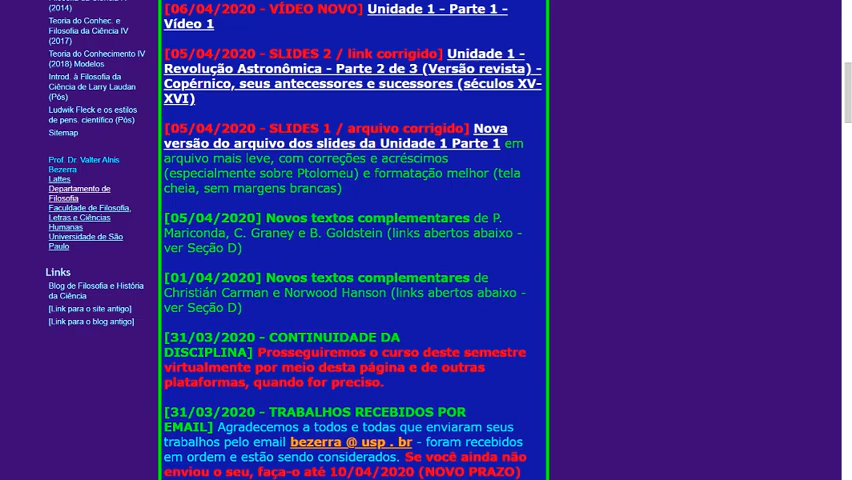 (2014)
Teoria do Conhec. e
Filosofia da Ciência IV
(2017)
Teoria do Conhecimento IV
(2018) Modelos
Introd. à Filosofia da
Ciência de Larry Laudan
(Pós)
Ludwik Fleck e os estilos
de pens. científico (Pós)
Sitemap
Prof. Dr. Valter Alnis
Bezerra
Lattes
Departamento de
Filosofia
Faculdade de Filosofia,
Letras e Ciências
Humanas
Universidade de São
Paulo
Links
Blog de Filosofia e História
da Ciência
[Link para o site antigo]
[Link para o blog antigo]
[06/04/2020 - VÍDEO NOVO] Unidade 1 - Parte 1 -
Vídeo 1
[05/04/2020 - SLIDES 2 / link corrigido] Unidade 1 -
Revolução Astronômica - Parte 2 de 3 (Versão revista) -
Copérnico, seus antecessores e sucessores (séculos XV-
XVI)
[05/04/2020 - SLIDES 1 / arquivo corrigido] Nova
versão do arquivo dos slides da Unidade 1 Parte 1 em
arquivo mais leve, com correções e acréscimos
(especialmente sobre Ptolomeu) e formatação melhor (tela
cheia, sem margens brancas)
[05/04/2020] Novos textos complementares de P.
Mariconda, C. Graney e B. Goldstein (links abertos abaixo -
ver Seção D)
[01/04/2020] Novos textos complementares de
Christián Carman e Norwood Hanson (links abertos abaixo -
ver Seção D)
[31/03/2020 - CONTINUIDADE DA
DISCIPLINA] Prosseguiremos o curso deste semestre
virtualmente por meio desta página e de outras
plataformas, quando for preciso.
[31/03/2020 - TRABALHOS RECEBIDOS POR
EMAIL] Agradecemos a todos e todas que enviaram seus
trabalhos pelo email bezerra @ usp . br - foram recebidos
em ordem e estão sendo considerados. Se você ainda não
enviou o seu, faça-o até 10/04/2020 (NOVO PRAZO)